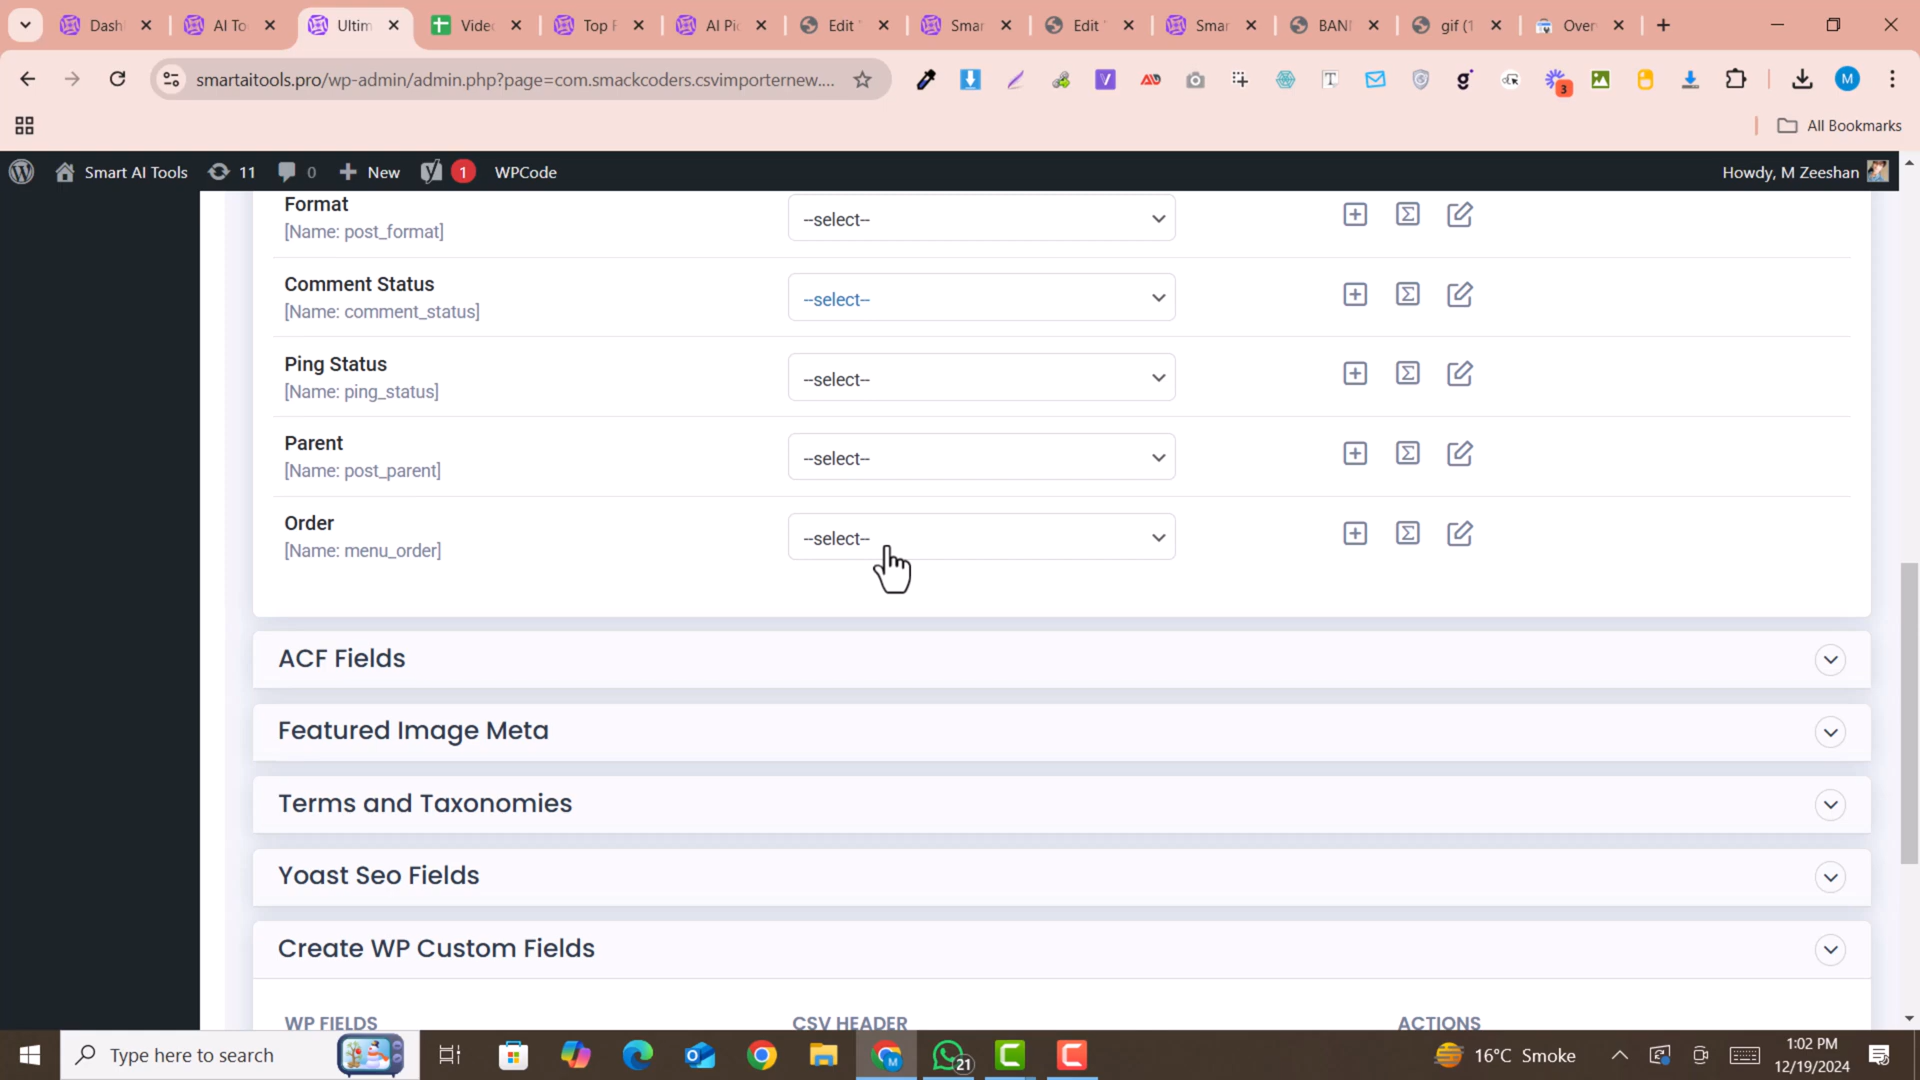 Dash
AI To
Ultim
Vide
Top F
AI Pi
Edit
Smar
Edit
Smar
BANI
gif (1
Over
smartaitools.pro/wp-admin/admin.php?page=com.smackcoders.csvimporternew....
3
M
All Bookmarks
Smart AI Tools
11
0
New
1
WPCode
Howdy, M Zeeshan
Format
[Name: post_format]
--select--
Comment Status
[Name: comment_status]
--select--
Ping Status
[Name: ping_status]
--select--
Parent
[Name: post_parent]
--select--
Order
[Name: menu_order]
--select--
ACF Fields
Featured Image Meta
Terms and Taxonomies
Yoast Seo Fields
Create WP Custom Fields
WP FIELDS
CSV HEADER
ACTIONS
Type here to search
21
16°C Smoke
1:02 PM
12/19/2024